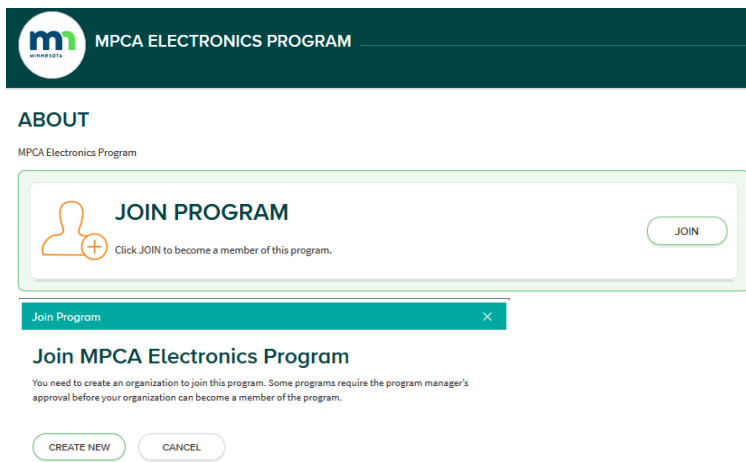 mn
MINNESOTA
MPCA ELECTRONICS PROGRAM
ABOUT
MPCA Electronics Program
JOIN PROGRAM
Click JOIN to become a member of this program.
JOIN
Join Program
Join MPCA Electronics Program
You need to create an organization to join this program. Some programs require the program manager's
approval before your organization can become a member of the program.
CREATE NEW
CANCEL